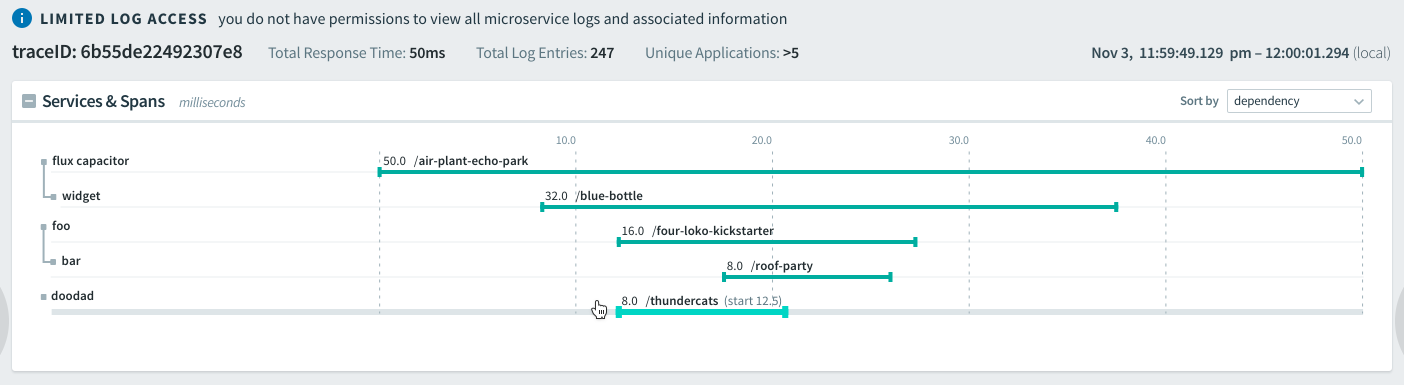 i LIMITED LOG ACCESS you do not have permissions to view all microservice logs and associated information
traceID: 6b55de22492307e8 Total Response Time: 50ms Total Log Entries: 247 Unique Applications: >5 Nov 3, 11:59:49.129 pm – 12:00:01.294 (local)
Services & Spans milliseconds Sort by dependency
10.0 20.0 30.0 40.0 50.0
flux capacitor 50.0 /air-plant-echo-park
widget 32.0 /blue-bottle
foo 16.0 /four-loko-kickstarter
bar 8.0 /roof-party
doodad 8.0 /thundercats (start 12.5)